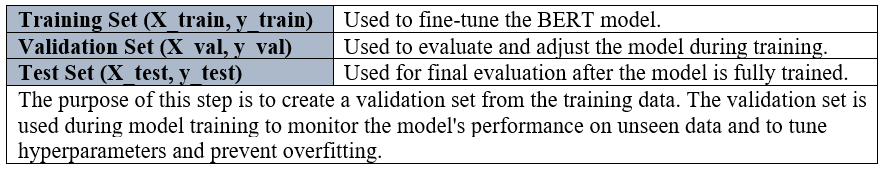 Training Set (X_train, y_train) Used to fine-tune the BERT model.
Validation Set (X_val, y_val) Used to evaluate and adjust the model during training.
Test Set (X_test, y_test) Used for final evaluation after the model is fully trained.
The purpose of this step is to create a validation set from the training data. The validation set is
used during model training to monitor the model's performance on unseen data and to tune
hyperparameters and prevent overfitting.